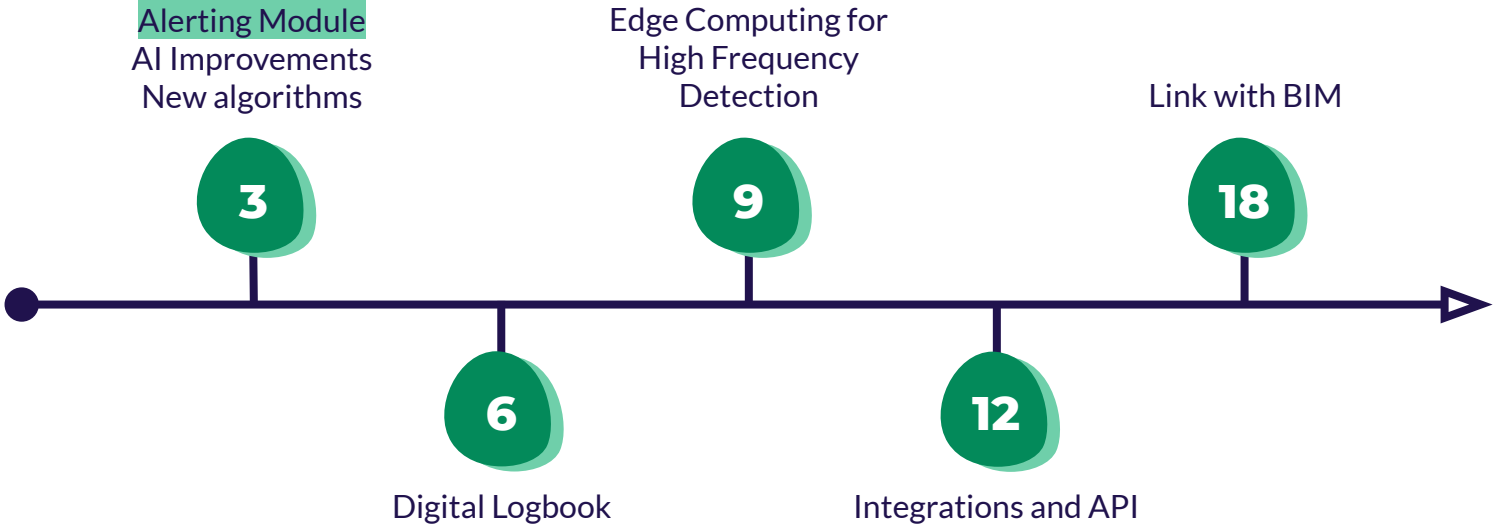 Alerting Module
AI Improvements
New algorithms
3
Digital Logbook
6
Edge Computing for
High Frequency
Detection
9
Integrations and API
12
Link with BIM
18